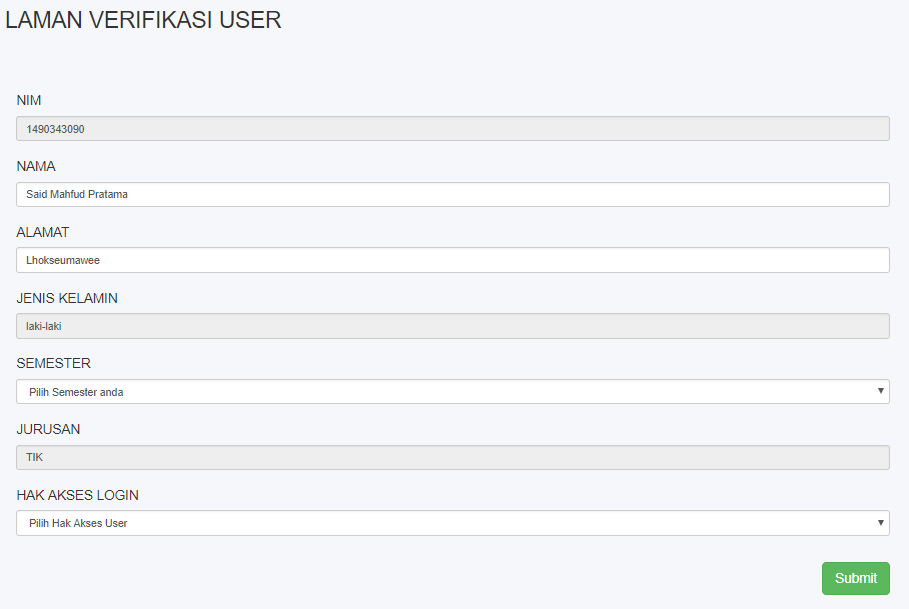 LAMAN VERIFIKASI USER
NIM
1490343090
NAMA
Said Mahfud Pratama
ALAMAT
Lhokseumawee
JENIS KELAMIN
laki-laki
SEMESTER
Pilih Semester anda
JURUSAN
TIK
HAK AKSES LOGIN
Pilih Hak Akses User
Submit